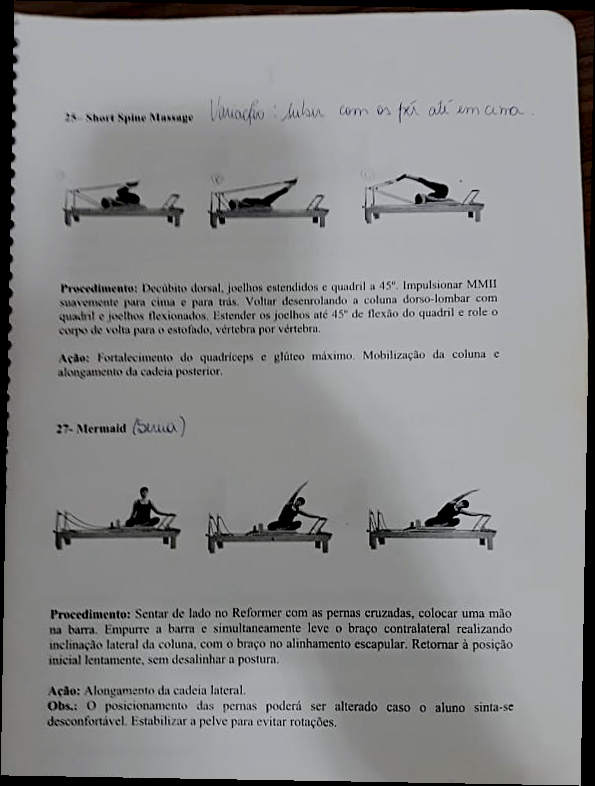 25- Short Spine Massage Variação: subir com os pés até em cima.
Procedimento: Decúbito dorsal, joelhos estendidos e quadril a 45º. Impulsionar MMII
suavemente para cima e para trás. Voltar desenrolando a coluna dorso-lombar com
quadril e joelhos flexionados. Estender os joelhos até 45º de flexão do quadril e role o
corpo de volta para o estofado, vértebra por vértebra.
Ação: Fortalecimento do quadríceps e glúteo máximo. Mobilização da coluna e
alongamento da cadeia posterior.
27- Mermaid (Sereia)
Procedimento: Sentar de lado no Reformer com as pernas cruzadas, colocar uma mão
na barra. Empurre a barra e simultaneamente leve o braço contralateral realizando
inclinação lateral da coluna, com o braço no alinhamento escapular. Retornar à posição
inicial lentamente, sem desalinhar a postura.
Ação: Alongamento da cadeia lateral.
Obs.: O posicionamento das pernas poderá ser alterado caso o aluno sinta-se
desconfortável. Estabilizar a pelve para evitar rotações.